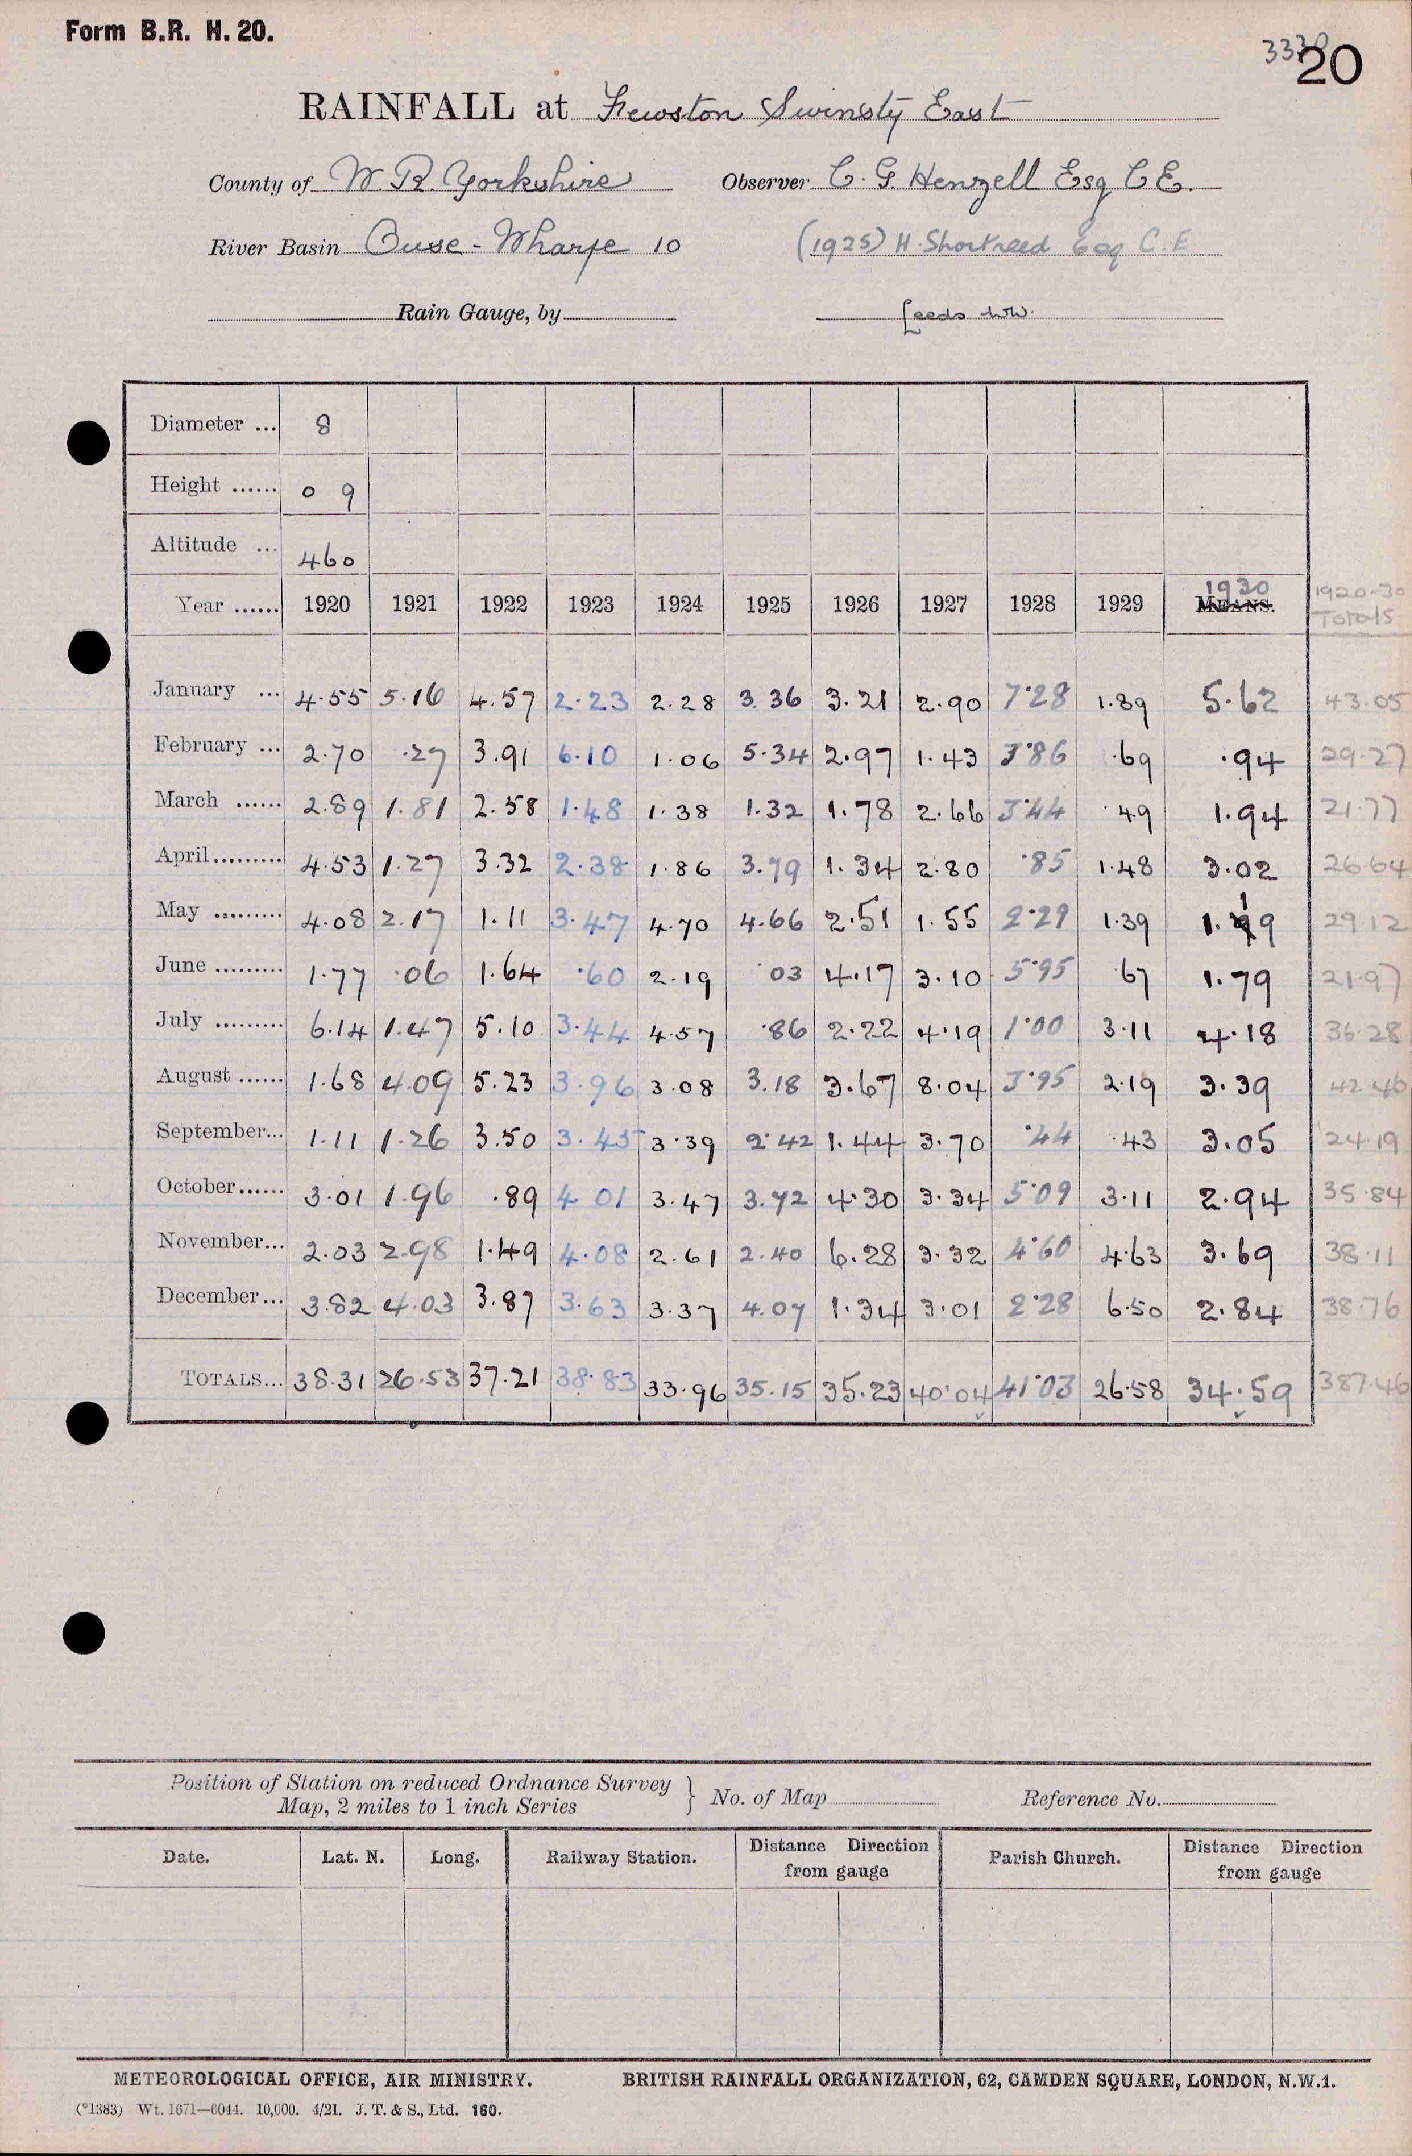 Form B.R. H. 20.
3330
20
RAINFALL at Fewston Swinsty East
County of W R Yorkshire Observer C. G. Henzell Esq C E.
River Basin Ouse - Wharfe 10 (1925) H. Shortreed Esq C. E
Rain Gauge, by Leeds WW.
Diameter ... 8
Height ...... 0 9
Altitude ... 460
Year ...... 1920 1921 1922 1923 1924 1925 1926 1927 1928 1929 MEANS. 1930 1920-30 Totals
January ... 4.55 5.16 4.57 2.23 2.28 3.36 3.21 2.90 7.28 1.89 5.62 43.05
February ... 2.70 .27 3.91 6.10 1.06 5.34 2.97 1.43 3.86 .69 .94 29.27
March ...... 2.89 1.81 2.58 1.48 1.38 1.32 1.78 2.66 3.44 .49 1.94 21.77
April......... 4.53 1.27 3.32 2.38 1.86 3.79 1.34 2.80 .85 1.48 3.02 26.64
May ......... 4.08 2.17 1.11 3.47 4.70 4.66 2.51 1.55 2.29 1.39 1.19 29.12
June ......... 1.77 .06 1.64 .60 2.19 .03 4.17 3.10 5.95 .67 1.79 21.97
July ......... 6.14 1.47 5.10 3.44 4.57 .86 2.22 4.19 1.00 3.11 4.18 36.28
August ...... 1.68 4.09 5.23 3.96 3.08 3.18 3.67 8.04 3.95 2.19 3.39 42.46
September... 1.11 1.26 3.50 3.45 3.39 2.42 1.44 3.70 .44 .43 3.05 24.19
October...... 3.01 1.96 .89 4.01 3.47 3.72 4.30 3.34 5.09 3.11 2.94 35.84
November... 2.03 2.98 1.49 4.08 2.61 2.40 6.28 3.32 4.60 4.63 3.69 38.11
December... 3.82 4.03 3.87 3.63 3.37 4.07 1.34 3.01 2.28 6.50 2.84 38.76
TOTALS... 38.31 26.53 37.21 38.83 33.96 35.15 35.23 40.04 41.03 26.58 34.59 387.46
Position of Station on reduced Ordnance Survey
Map, 2 miles to 1 inch Series } No. of Map Reference No.
Date. Lat. N. Long. Railway Station. Distance Direction from gauge Parish Church. Distance Direction from gauge
METEOROLOGICAL OFFICE, AIR MINISTRY. BRITISH RAINFALL ORGANIZATION, 62, CAMDEN SQUARE, LONDON, N.W.1.
(*1383) Wt. 1671—6044. 10,000. 4/21. J. T. & S., Ltd. 160.